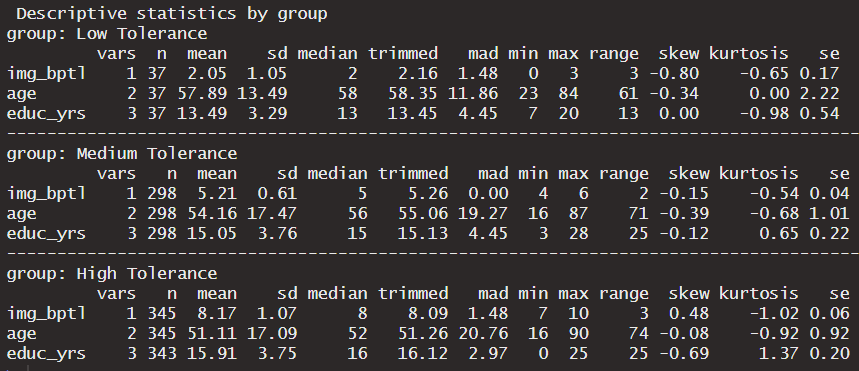 Descriptive statistics by group
group: Low Tolerance
vars n mean sd median trimmed mad min max range skew kurtosis se
img_bptl 1 37 2.05 1.05 2 2.16 1.48 0 3 3 -0.80 -0.65 0.17
age 2 37 57.89 13.49 58 58.35 11.86 23 84 61 -0.34 0.00 2.22
educ_yrs 3 37 13.49 3.29 13 13.45 4.45 7 20 13 0.00 -0.98 0.54
--------------------------------------------------------------------------------
group: Medium Tolerance
vars n mean sd median trimmed mad min max range skew kurtosis se
img_bptl 1 298 5.21 0.61 5 5.26 0.00 4 6 2 -0.15 -0.54 0.04
age 2 298 54.16 17.47 56 55.06 19.27 16 87 71 -0.39 -0.68 1.01
educ_yrs 3 298 15.05 3.76 15 15.13 4.45 3 28 25 -0.12 0.65 0.22
--------------------------------------------------------------------------------
group: High Tolerance
vars n mean sd median trimmed mad min max range skew kurtosis se
img_bptl 1 345 8.17 1.07 8 8.09 1.48 7 10 3 0.48 -1.02 0.06
age 2 345 51.11 17.09 52 51.26 20.76 16 90 74 -0.08 -0.92 0.92
educ_yrs 3 343 15.91 3.75 16 16.12 2.97 0 25 25 -0.69 1.37 0.20